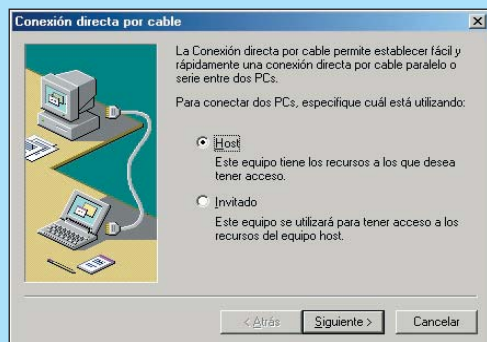 Conexión directa por cable
La Conexión directa por cable permite establecer fácil y
rápidamente una conexión directa por cable paralelo o
serie entre dos PCs.
Para conectar dos PCs, especifique cuál está utilizando:
Host
Este equipo tiene los recursos a los que desea
tener acceso.
Invitado
Este equipo se utilizará para tener acceso a los
recursos del equipo host.
< Atrás
Siguiente >
Cancelar